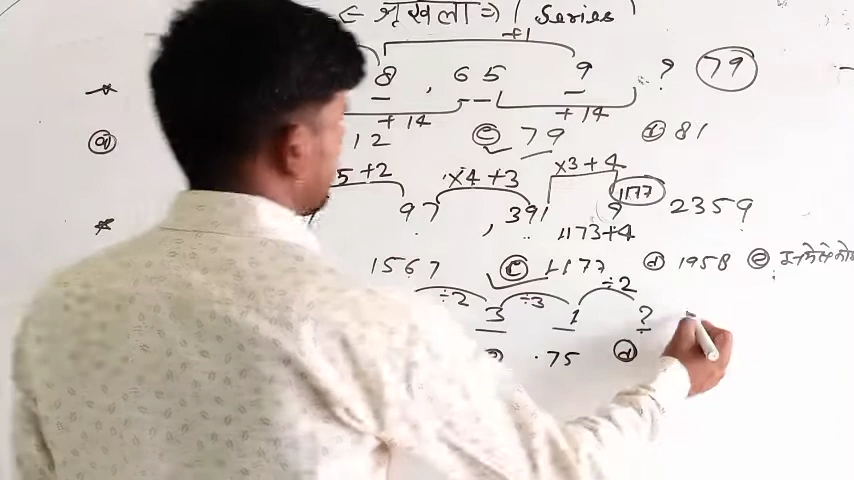 ← श्रृंखला ⇒ ( Series )
+1
8 , 65 9 , ? 79
+14 +14
a 12 c 79 d 81
5 +2 ×4 +3 ×3 +4
97 , 391 ? 1177 2359
1173+4
1567 c 1177 d 1958 e इनमेसे कोई
÷2 ÷3 ÷2
3 1 ?
.75 d